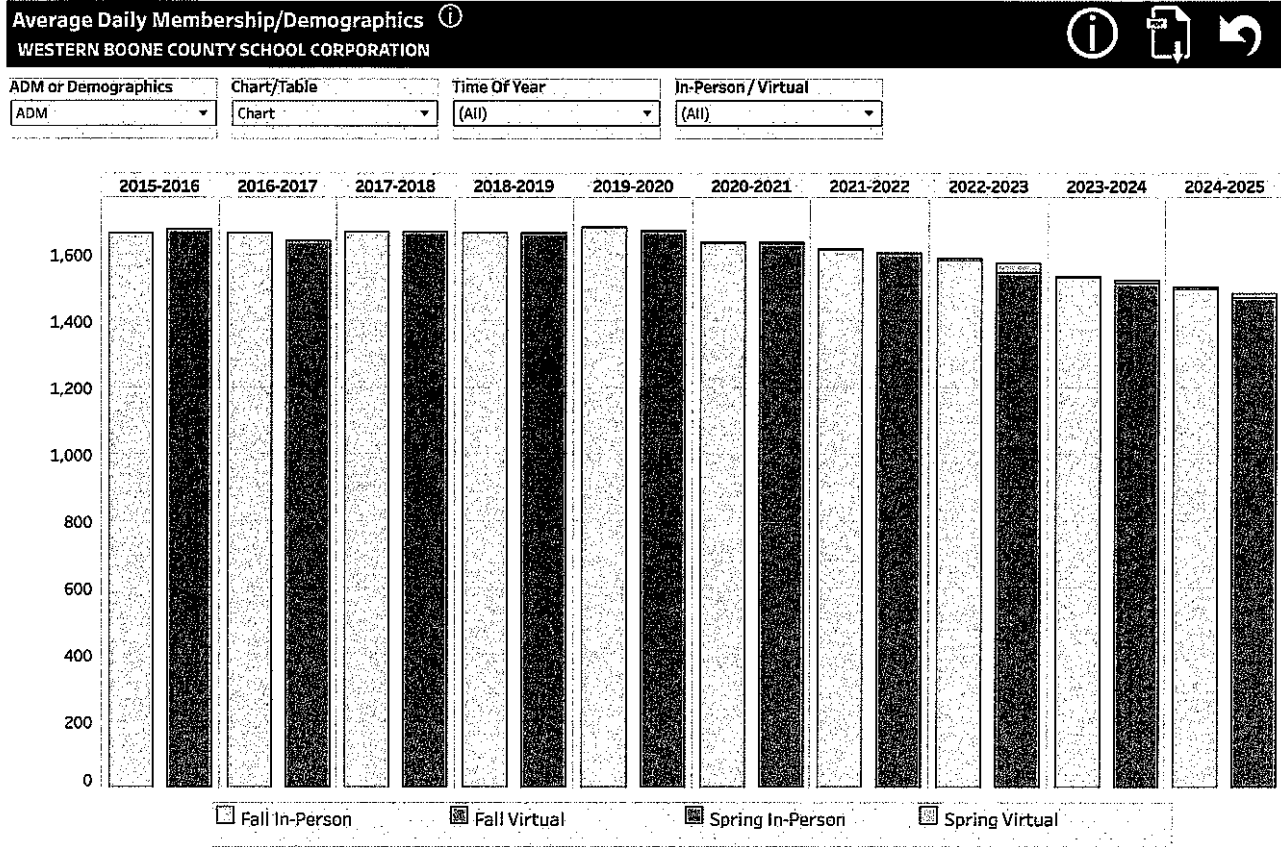 Average Daily Membership/Demographics ⓘ
WESTERN BOONE COUNTY SCHOOL CORPORATION
PDF
ADM or Demographics Chart/Table Time Of Year In-Person / Virtual
ADM Chart (All) (All)
2015-2016 2016-2017 2017-2018 2018-2019 2019-2020 2020-2021 2021-2022 2022-2023 2023-2024 2024-2025
1,600
1,400
1,200
1,000
800
600
400
200
0
Fall In-Person Fall Virtual Spring In-Person Spring Virtual